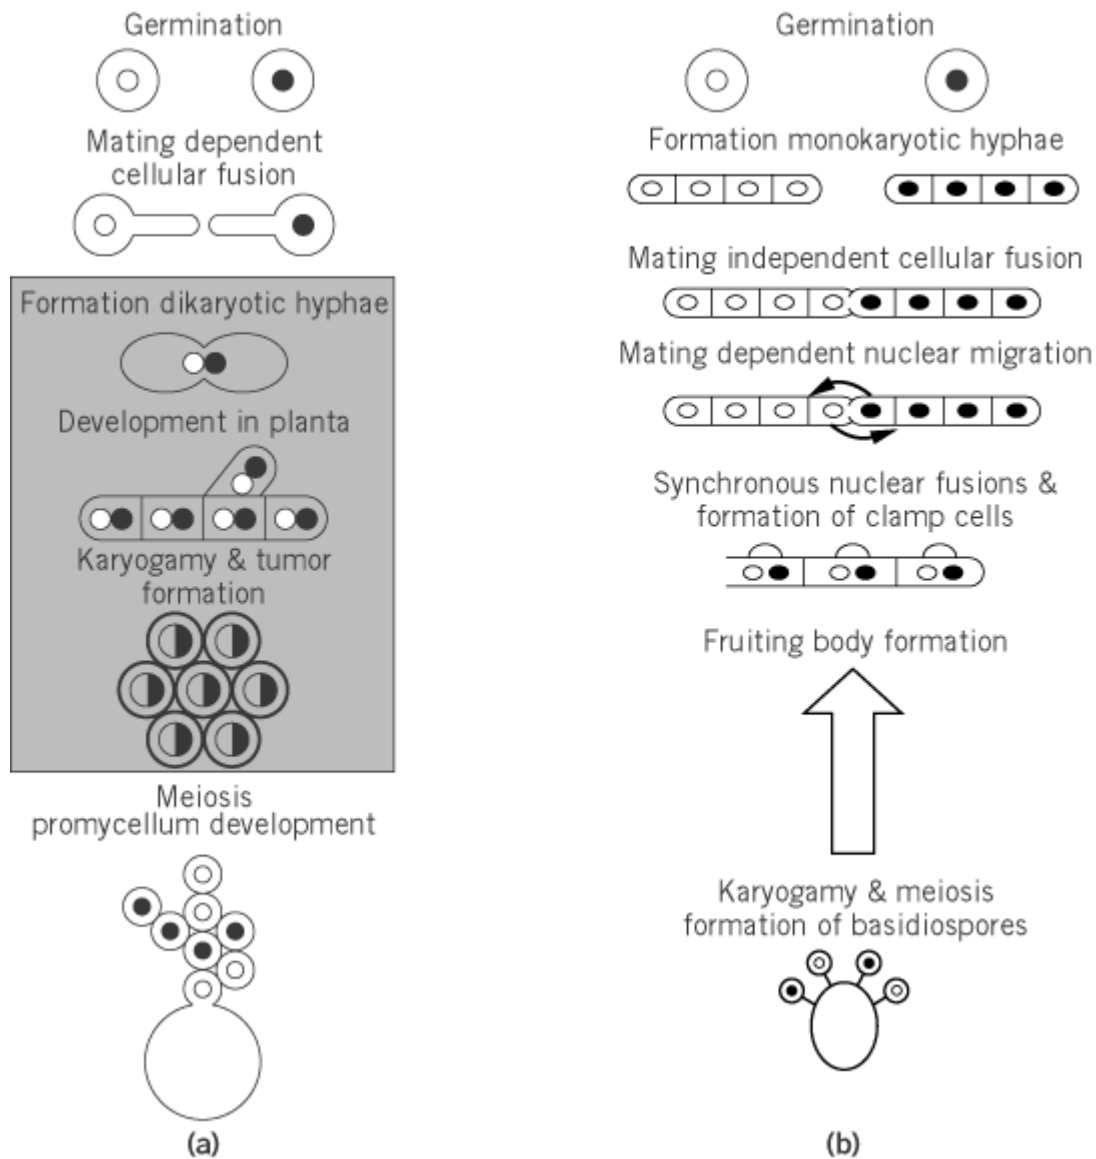 Germination
Mating dependent
cellular fusion
Formation dikaryotic hyphae
Development in planta
Karyogamy & tumor
formation
Meiosis
promycellum development
(a)
Germination
Formation monokaryotic hyphae
Mating independent cellular fusion
Mating dependent nuclear migration
Synchronous nuclear fusions &
formation of clamp cells
Fruiting body formation
Karyogamy & meiosis
formation of basidiospores
(b)